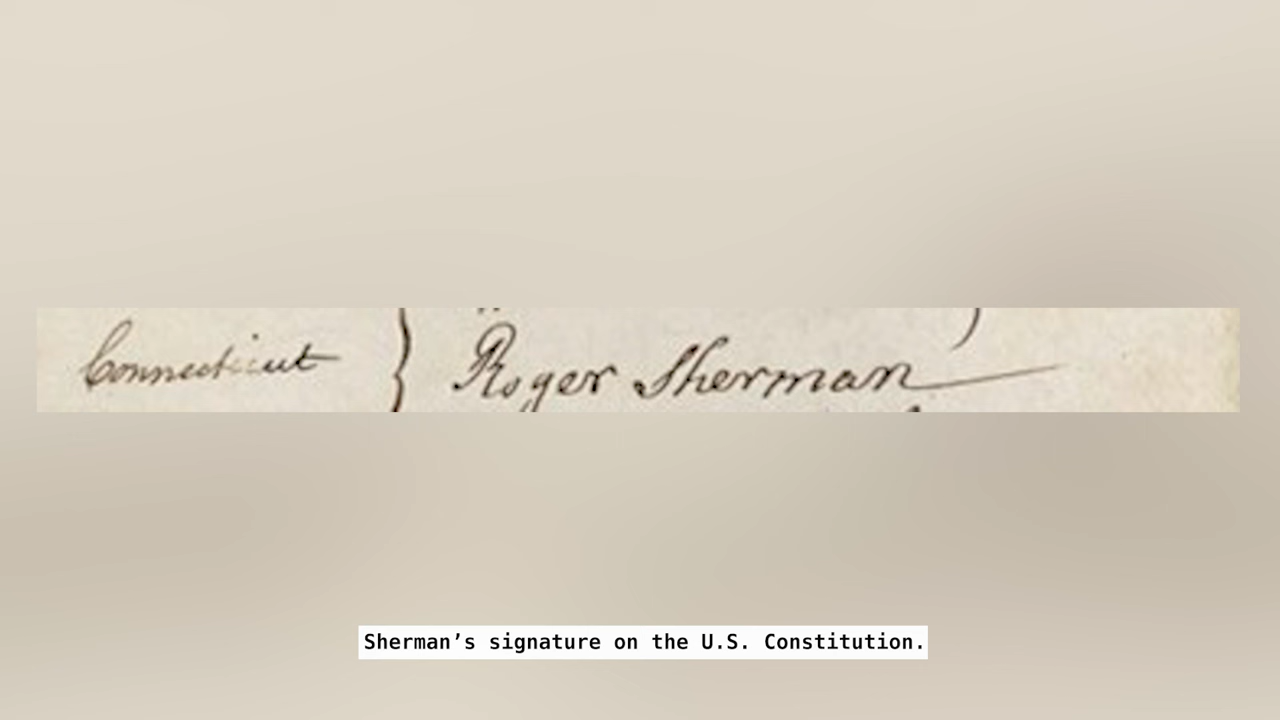 Connecticut } Roger Sherman
Sherman’s signature on the U.S. Constitution.